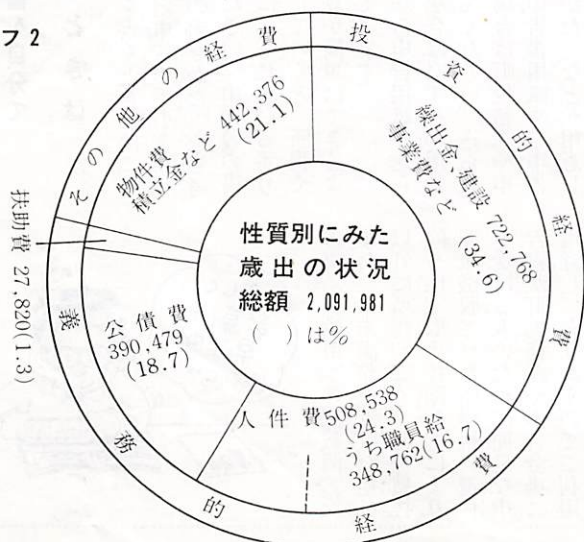 フ2
その他の経費
投資的経費
義務的経費
物件費
積立金など 442,376
(21.1)
繰出金、建設 722,768
事業費など
(34.6)
性質別にみた
歳出の状況
総額 2,091,981
( )は%
扶助費 27,820(1.3)
公債費
390,479
(18.7)
人件費508,538
(24.3)
うち職員給
348,762(16.7)